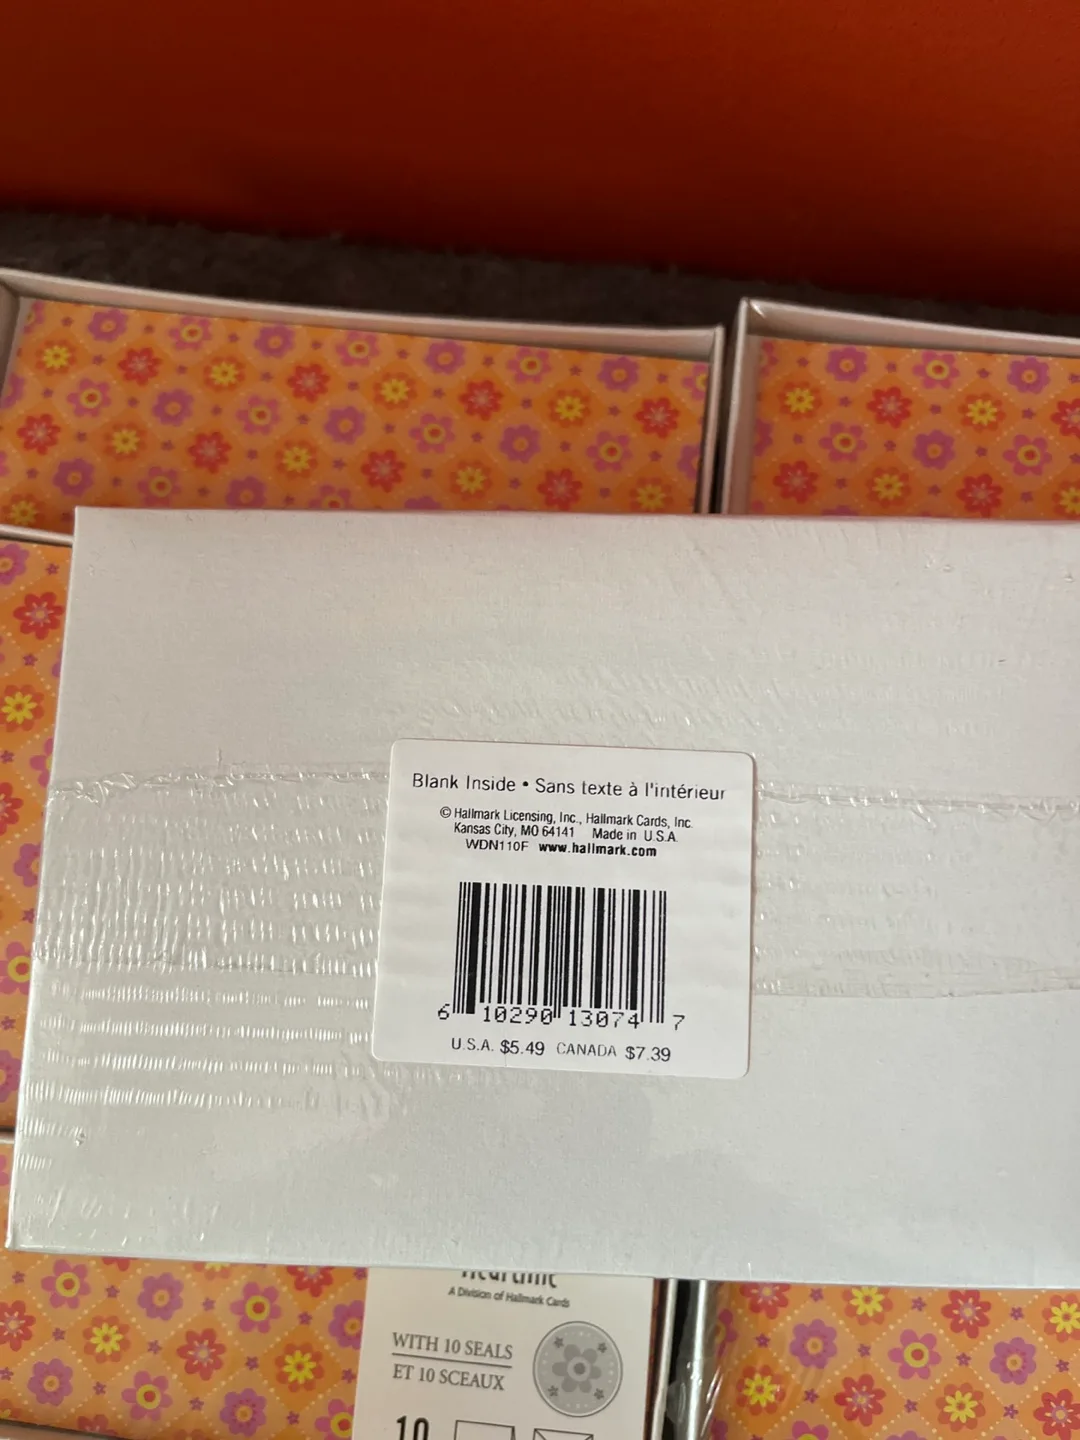 Blank Inside • Sans texte à l'intérieur
© Hallmark Licensing, Inc., Hallmark Cards, Inc.
Kansas City, MO 64141 Made in U.S.A.
WDN110F www.hallmark.com
6 10290 13074 7
U.S.A. $5.49 CANADA $7.39
A Division of Hallmark Cards
WITH 10 SEALS
ET 10 SCEAUX
10